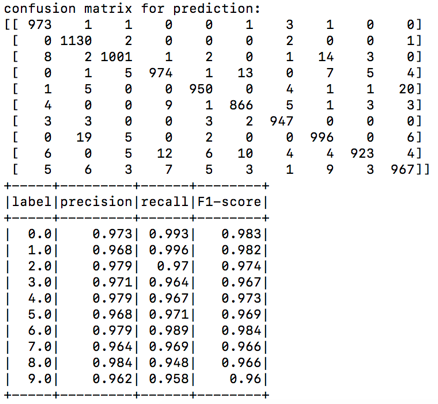 confusion matrix for prediction:
[[ 973 1 1 0 0 1 3 1 0 0]
[ 0 1130 2 0 0 0 2 0 0 1]
[ 8 2 1001 1 2 0 1 14 3 0]
[ 0 1 5 974 1 13 0 7 5 4]
[ 1 5 0 0 950 0 4 1 1 20]
[ 4 0 0 9 1 866 5 1 3 3]
[ 3 3 0 0 3 2 947 0 0 0]
[ 0 19 5 0 2 0 0 996 0 6]
[ 6 0 5 12 6 10 4 4 923 4]
[ 5 6 3 7 5 3 1 9 3 967]]
+-----+---------+------+--------+
|label|precision|recall|F1-score|
+-----+---------+------+--------+
| 0.0| 0.973| 0.993| 0.983|
| 1.0| 0.968| 0.996| 0.982|
| 2.0| 0.979| 0.97| 0.974|
| 3.0| 0.971| 0.964| 0.967|
| 4.0| 0.979| 0.967| 0.973|
| 5.0| 0.968| 0.971| 0.969|
| 6.0| 0.979| 0.989| 0.984|
| 7.0| 0.964| 0.969| 0.966|
| 8.0| 0.984| 0.948| 0.966|
| 9.0| 0.962| 0.958| 0.96|
+-----+---------+------+--------+